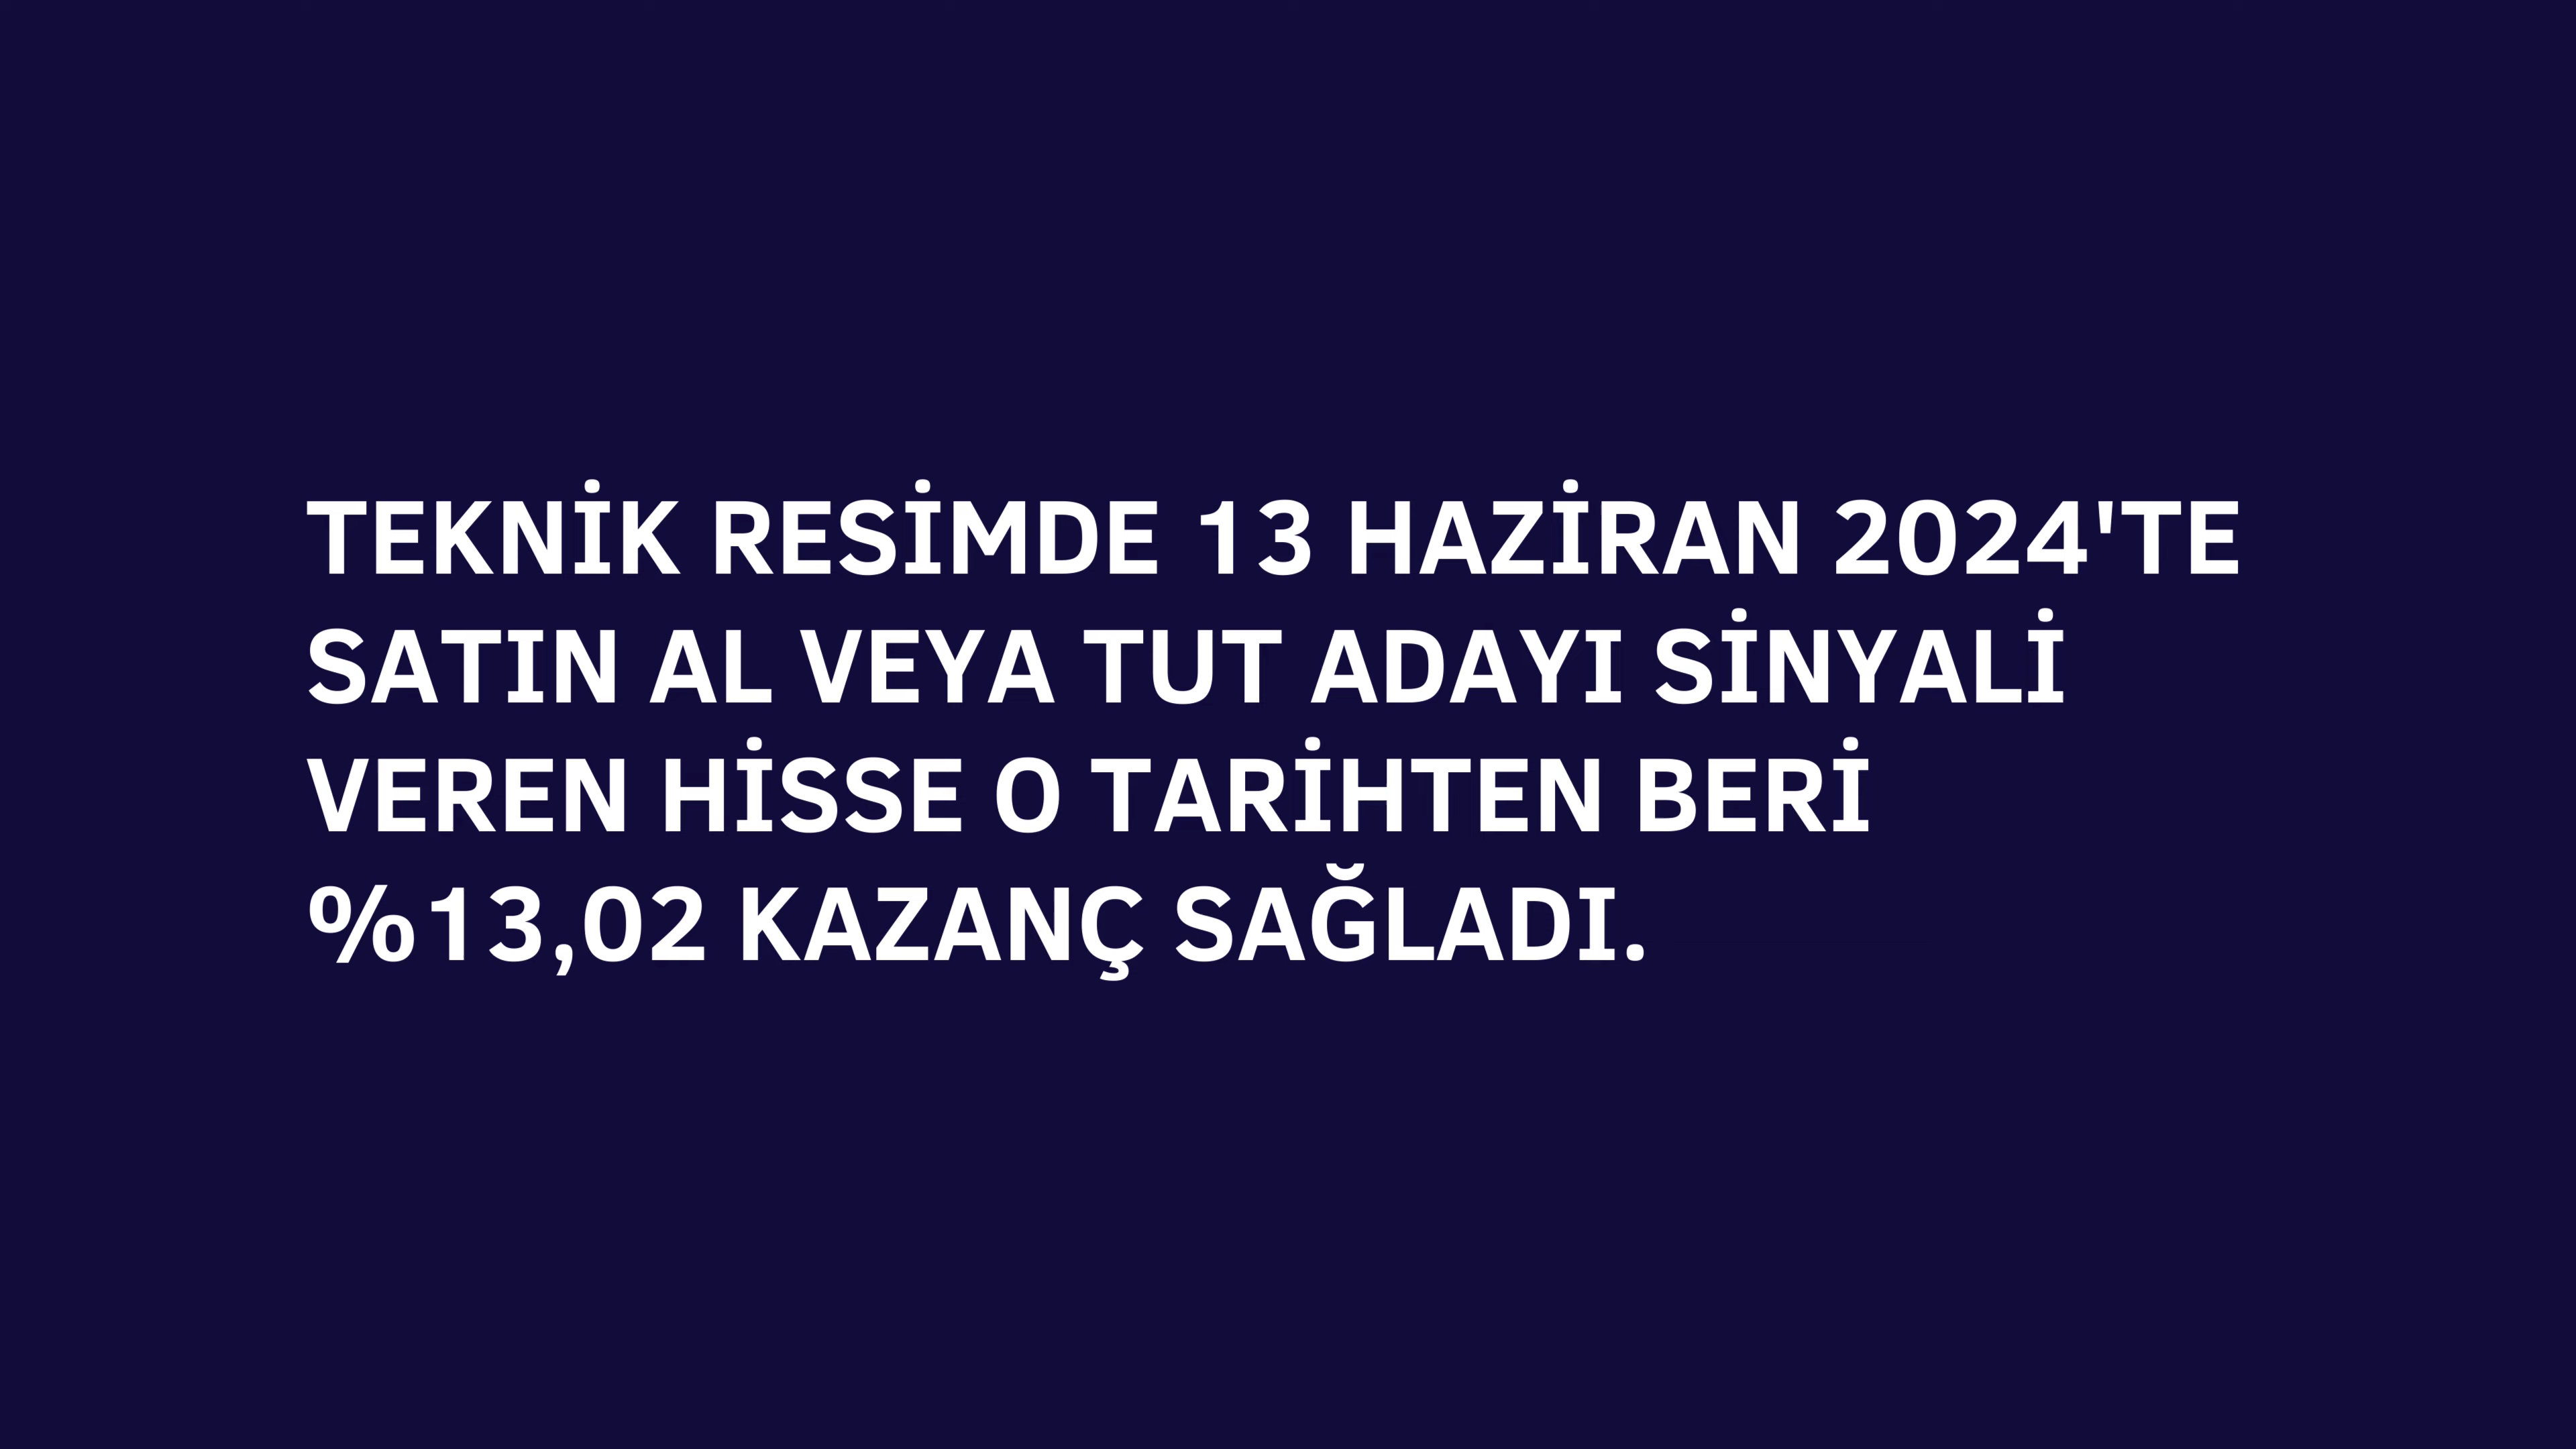 TEKNİK RESİMDE 13 HAZİRAN 2024'TE
SATIN AL VEYA TUT ADAYI SİNYALİ
VEREN HİSSE O TARİHTEN BERİ
%13,02 KAZANÇ SAĞLADI.